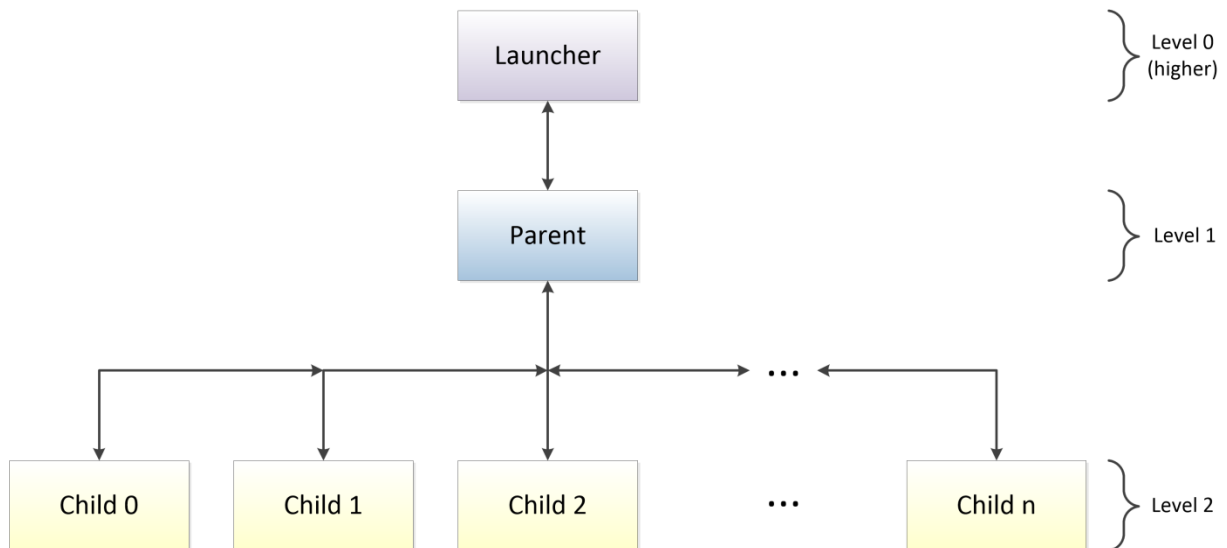 Launcher
Level 0
(higher)
Parent
Level 1
...
Child 0
Child 1
Child 2
...
Child n
Level 2